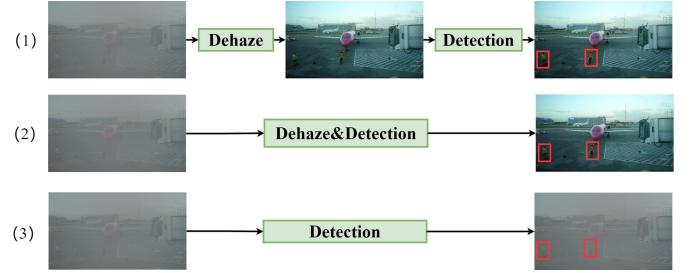 (1) Dehaze Detection
(2) Dehaze&Detection
(3) Detection